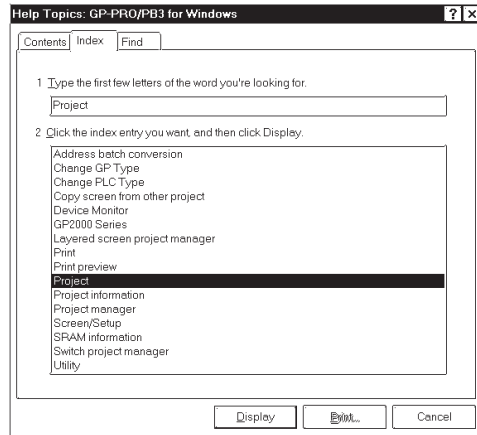 Help Topics: GP-PRO/PB3 for Windows
Contents Index Find
1 Type the first few letters of the word you're looking for.
Project
2 Click the index entry you want, and then click Display.
Address batch conversion
Change GP Type
Change PLC Type
Copy screen from other project
Device Monitor
GP2000 Series
Layered screen project manager
Print
Print preview
Project
Project information
Project manager
Screen/Setup
SRAM information
Switch project manager
Utility
Display Print... Cancel